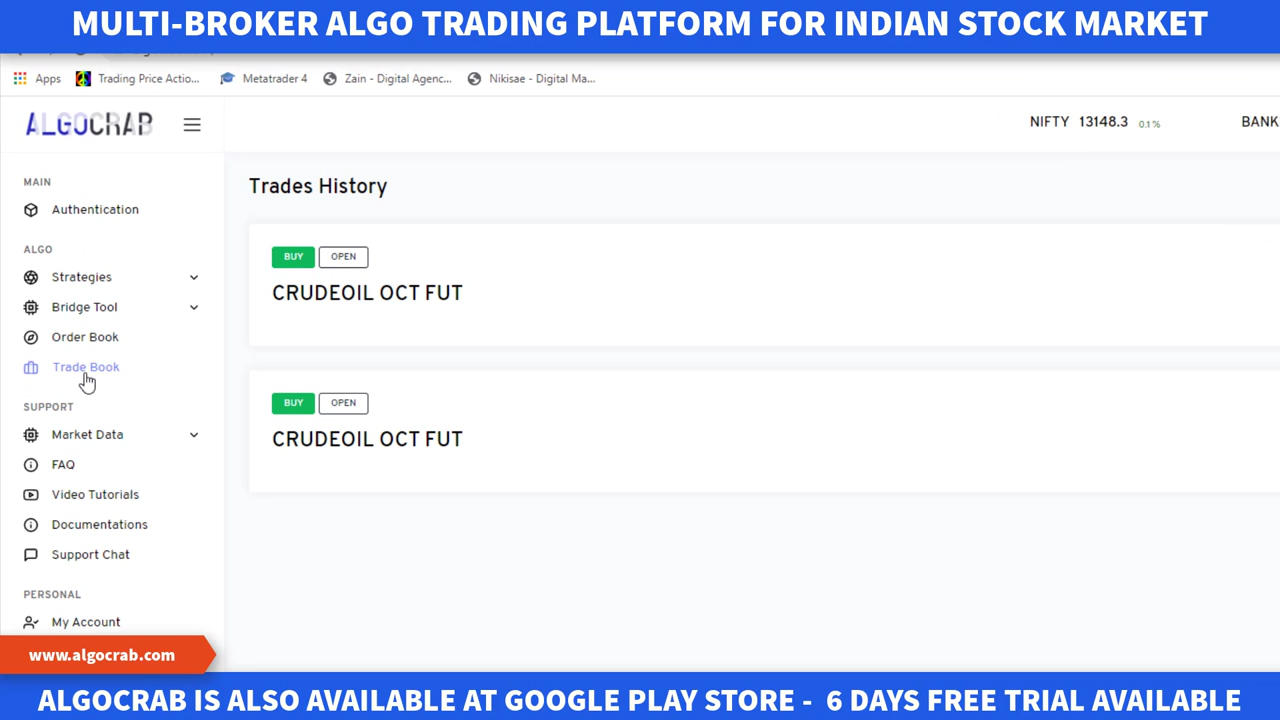 MULTI-BROKER ALGO TRADING PLATFORM FOR INDIAN STOCK MARKET
Apps Trading Price Actio... Metatrader 4 Zain - Digital Agenc... Nikisae - Digital Ma...
ALGOCRAB
NIFTY 13148.3 0.1% BANK
MAIN
Authentication
ALGO
Strategies
Bridge Tool
Order Book
Trade Book
SUPPORT
Market Data
FAQ
Video Tutorials
Documentations
Support Chat
PERSONAL
My Account
Trades History
BUY OPEN
CRUDEOIL OCT FUT
BUY OPEN
CRUDEOIL OCT FUT
www.algocrab.com
ALGOCRAB IS ALSO AVAILABLE AT GOOGLE PLAY STORE - 6 DAYS FREE TRIAL AVAILABLE